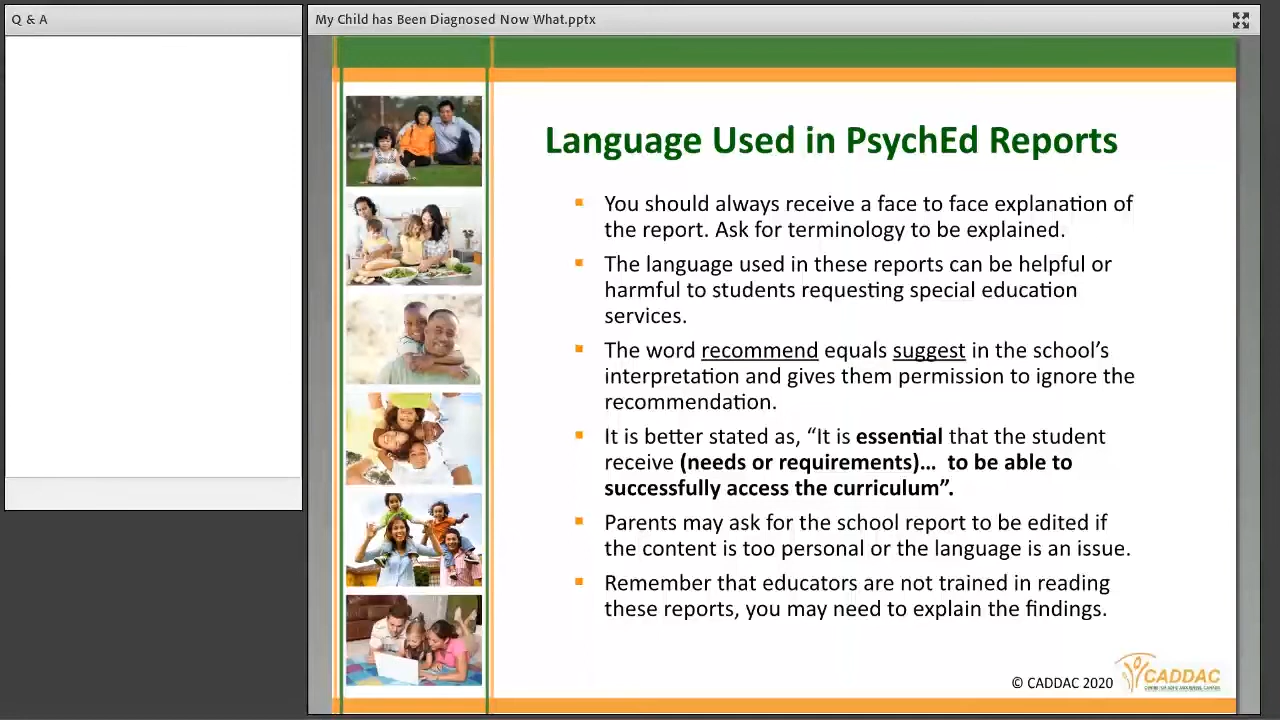 Q & A
My Child has Been Diagnosed Now What.pptx
Language Used in PsychEd Reports
You should always receive a face to face explanation of
the report. Ask for terminology to be explained.
The language used in these reports can be helpful or
harmful to students requesting special education
services.
The word recommend equals suggest in the school’s
interpretation and gives them permission to ignore the
recommendation.
It is better stated as, “It is essential that the student
receive (needs or requirements)… to be able to
successfully access the curriculum”.
Parents may ask for the school report to be edited if
the content is too personal or the language is an issue.
Remember that educators are not trained in reading
these reports, you may need to explain the findings.
© CADDAC 2020
CADDAC